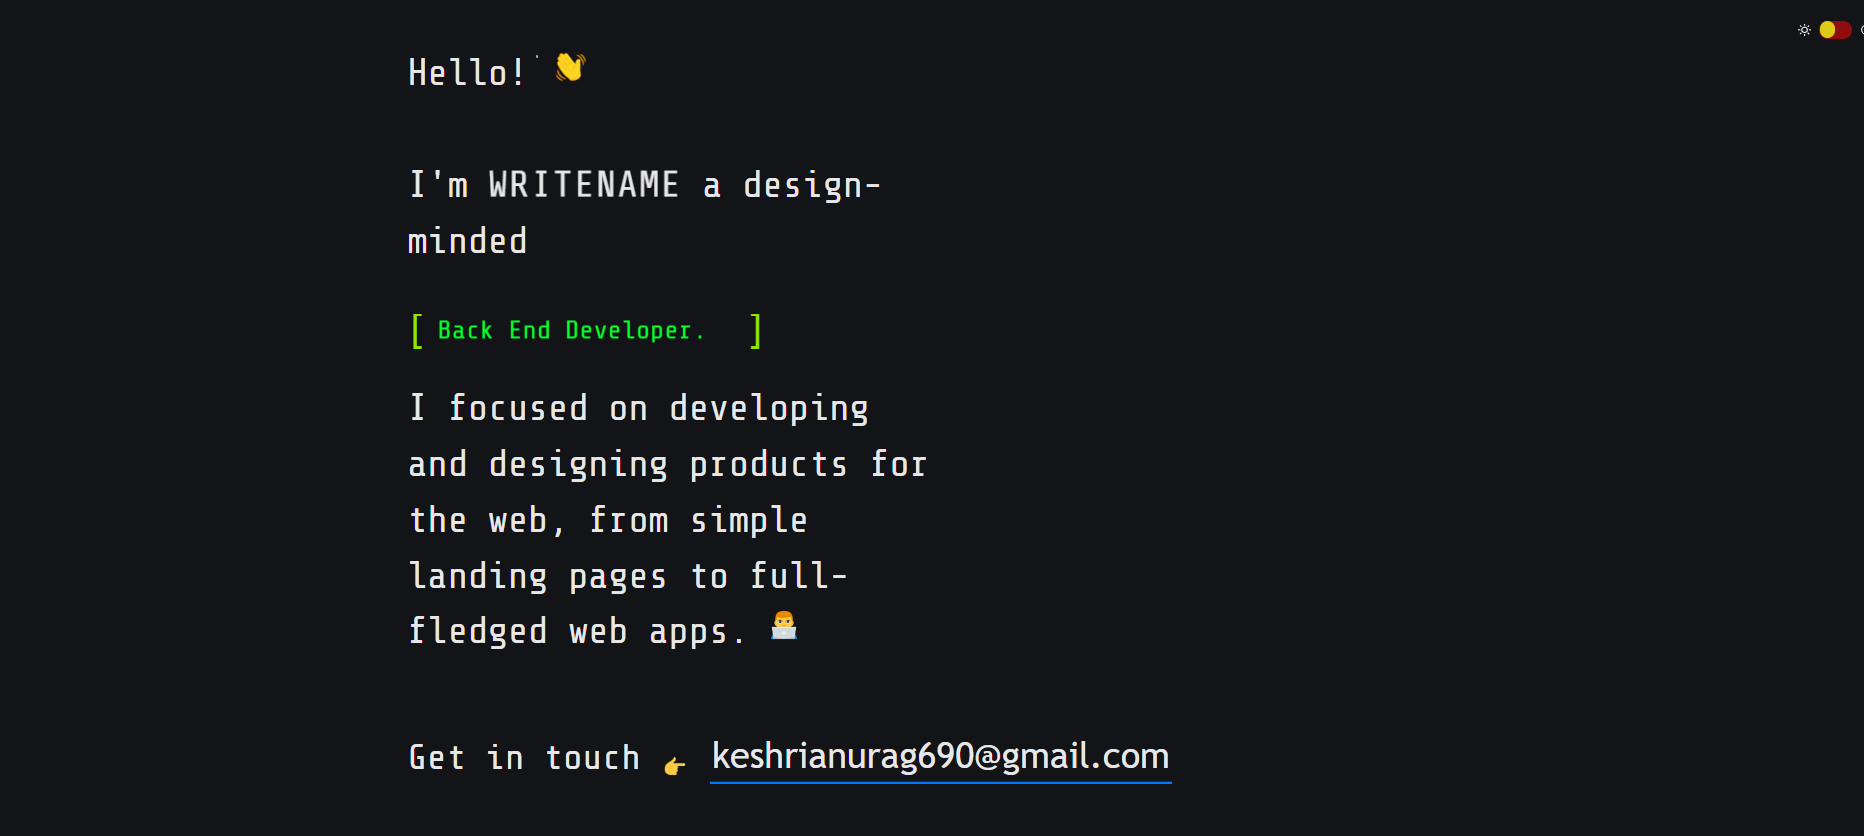 Hello! 👋
I'm WRITENAME a design-
minded
[ Back End Developer. ]
I focused on developing
and designing products for
the web, from simple
landing pages to full-
fledged web apps. 👨‍💻
Get in touch 👉 keshrianurag690@gmail.com